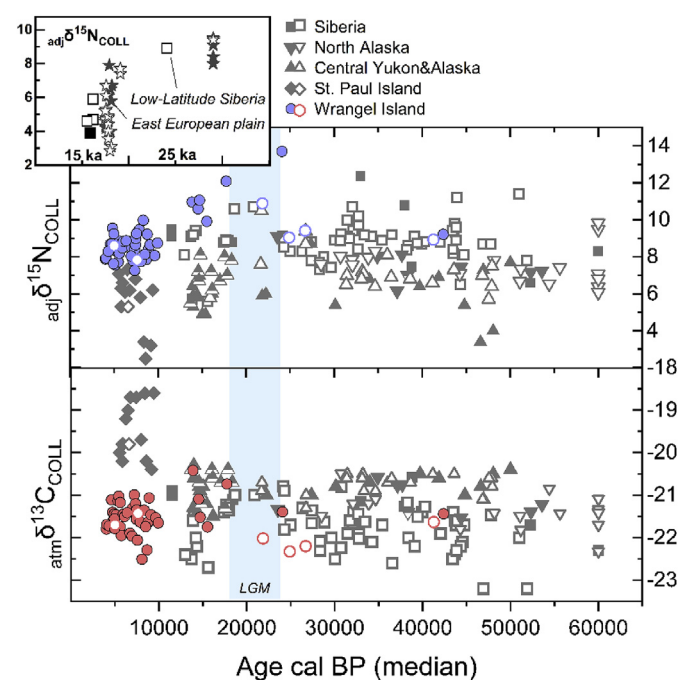 10
8
6
4
2
adjδ15NCOLL
Low-Latitude Siberia
East European plain
15 ka
25 ka
Siberia
North Alaska
Central Yukon&Alaska
St. Paul Island
Wrangel Island
adjδ15NCOLL
14
12
10
8
6
4
-18
atmδ13CCOLL
-19
-20
-21
-22
-23
LGM
10000
20000
30000
40000
50000
60000
Age cal BP (median)